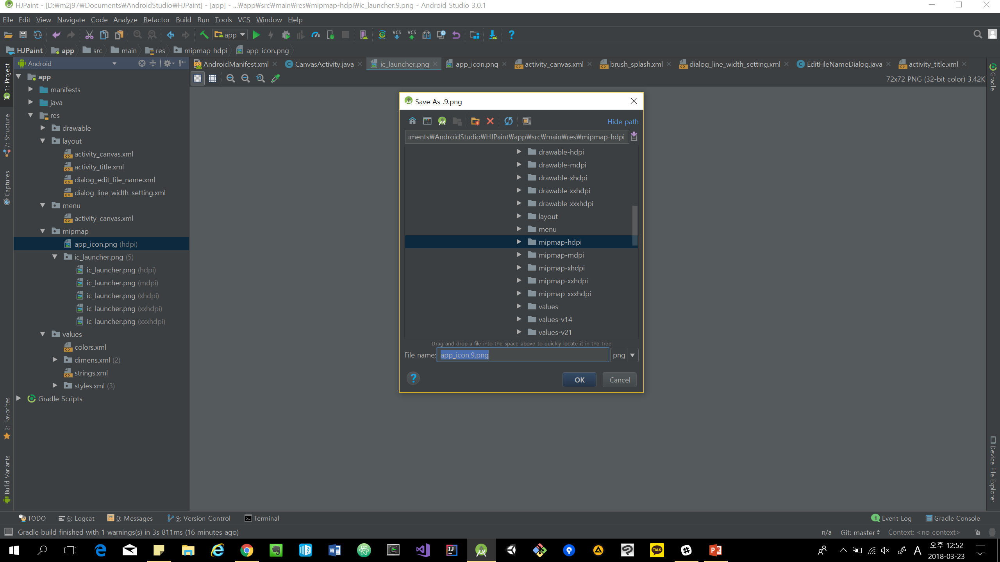 HJPaint - [D:₩m2j97₩Documents₩AndroidStudio₩HJPaint] - [app] - ...₩app₩src₩main₩res₩mipmap-hdpi₩ic_launcher.9.png - Android Studio 3.0.1
File Edit View Navigate Code Analyze Refactor Build Run Tools VCS Window Help
app
VCS VCS
HJPaint app src main res mipmap-hdpi app_icon.png
Android
AndroidManifest.xml CanvasActivity.java ic_launcher.png app_icon.png activity_canvas.xml brush_splash.xml dialog_line_width_setting.xml EditFileNameDialog.java activity_title.xml
72x72 PNG (32-bit color) 3.42K
1: Project
7: Structure
Captures
2: Favorites
Build Variants
app
manifests
java
res
drawable
layout
activity_canvas.xml
activity_title.xml
dialog_edit_file_name.xml
dialog_line_width_setting.xml
menu
activity_canvas.xml
mipmap
app_icon.png (hdpi)
ic_launcher.png (5)
ic_launcher.png (hdpi)
ic_launcher.png (mdpi)
ic_launcher.png (xhdpi)
ic_launcher.png (xxhdpi)
ic_launcher.png (xxxhdpi)
values
colors.xml
dimens.xml (2)
strings.xml
styles.xml (3)
Gradle Scripts
Save As .9.png
Hide path
uments₩AndroidStudio₩HJPaint₩app₩src₩main₩res₩mipmap-hdpi
drawable-hdpi
drawable-mdpi
drawable-xhdpi
drawable-xxhdpi
drawable-xxxhdpi
layout
menu
mipmap-hdpi
mipmap-mdpi
mipmap-xhdpi
mipmap-xxhdpi
mipmap-xxxhdpi
values
values-v14
values-v21
Drag and drop a file into the space above to quickly locate it in the tree
File name: app_icon.9.png png
? OK Cancel
Gradle
Device File Explorer
TODO 6: Logcat 0: Messages 9: Version Control Terminal 1 Event Log Gradle Console
Gradle build finished with 1 warnings(s) in 3s 811ms (16 minutes ago) n/a Git: master Context: <no context>
TALK
A 오후 12:52
2018-03-23